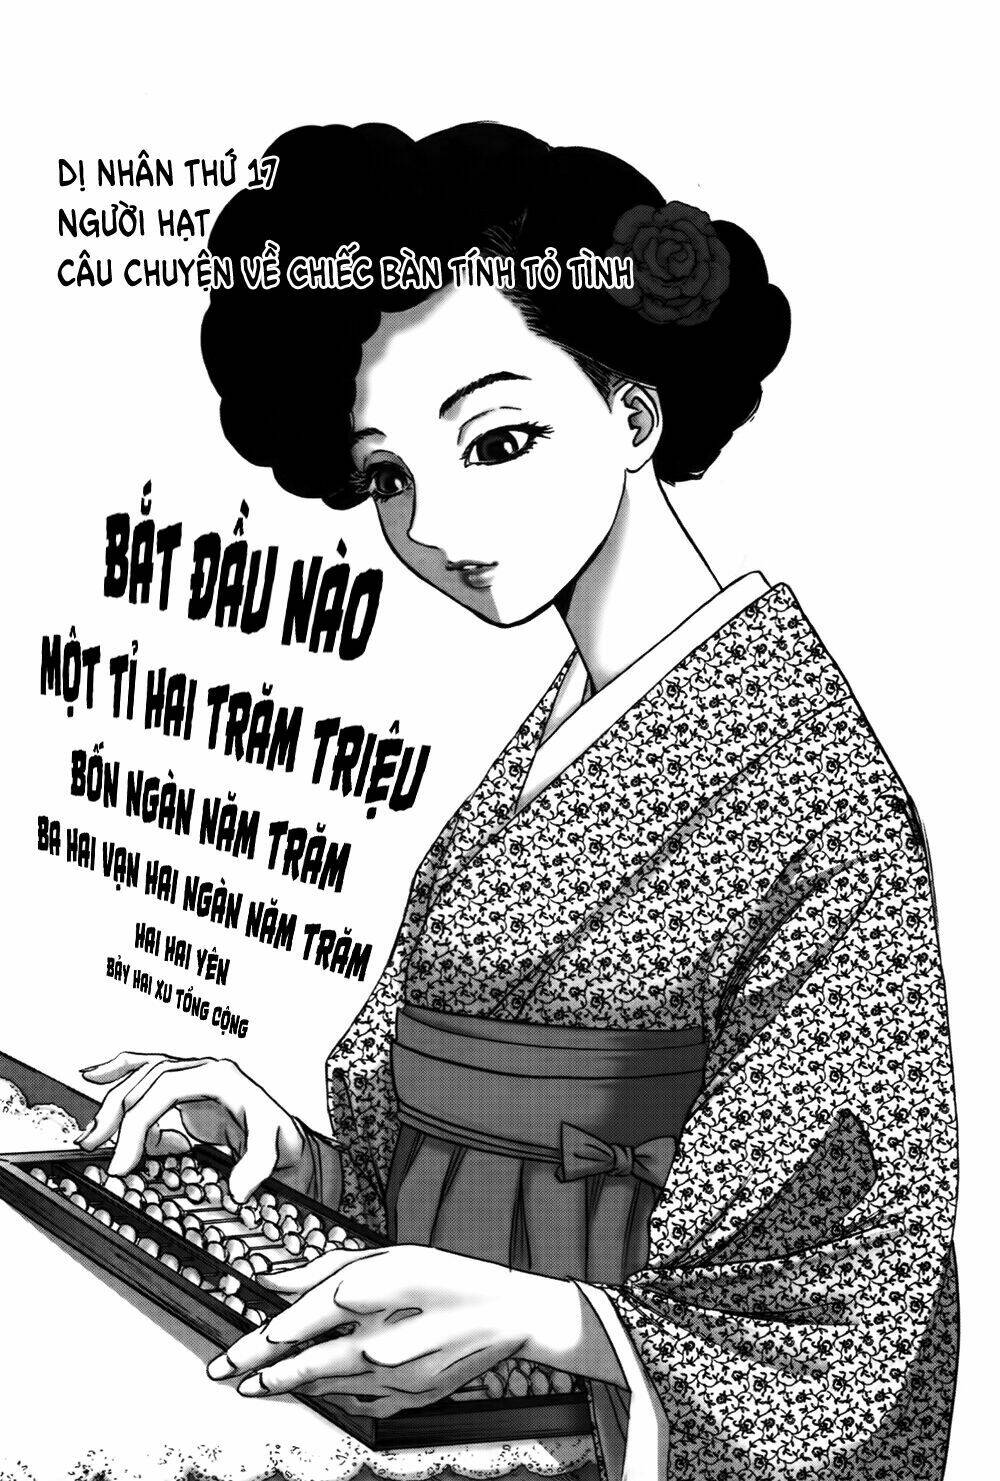 DỊ NHÂN THỨ 17
NGƯỜI HẠT
CÂU CHUYỆN VỀ CHIẾC BÀN TÍNH TỎ TÌNH
BẮT ĐẦU NÀO
MỘT TỈ HAI TRĂM TRIỆU
BỐN NGÀN NĂM TRĂM
BA HAI VẠN HAI NGÀN NĂM TRĂM
HAI HAI YÊN
BẢY HAI XU TỔNG CỘNG